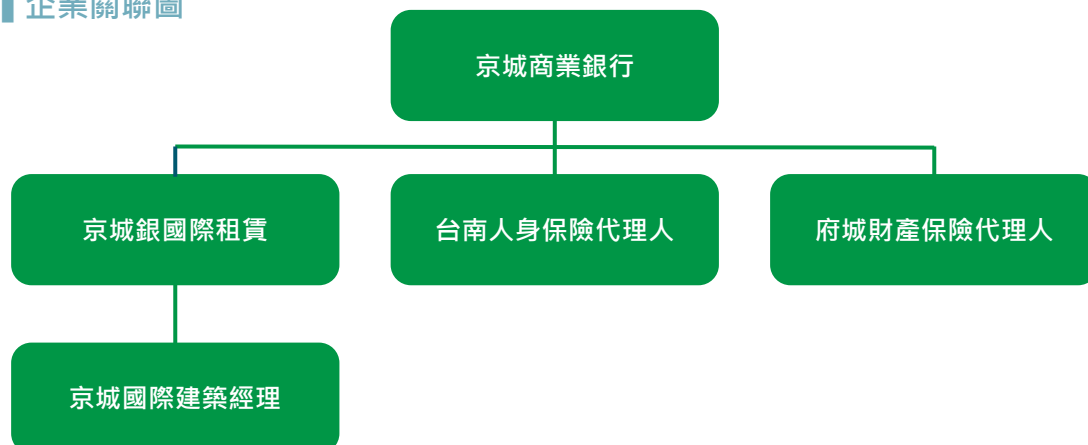 企業關聯圖
京城商業銀行
京城銀國際租賃
台南人身保險代理人
府城財產保險代理人
京城國際建築經理